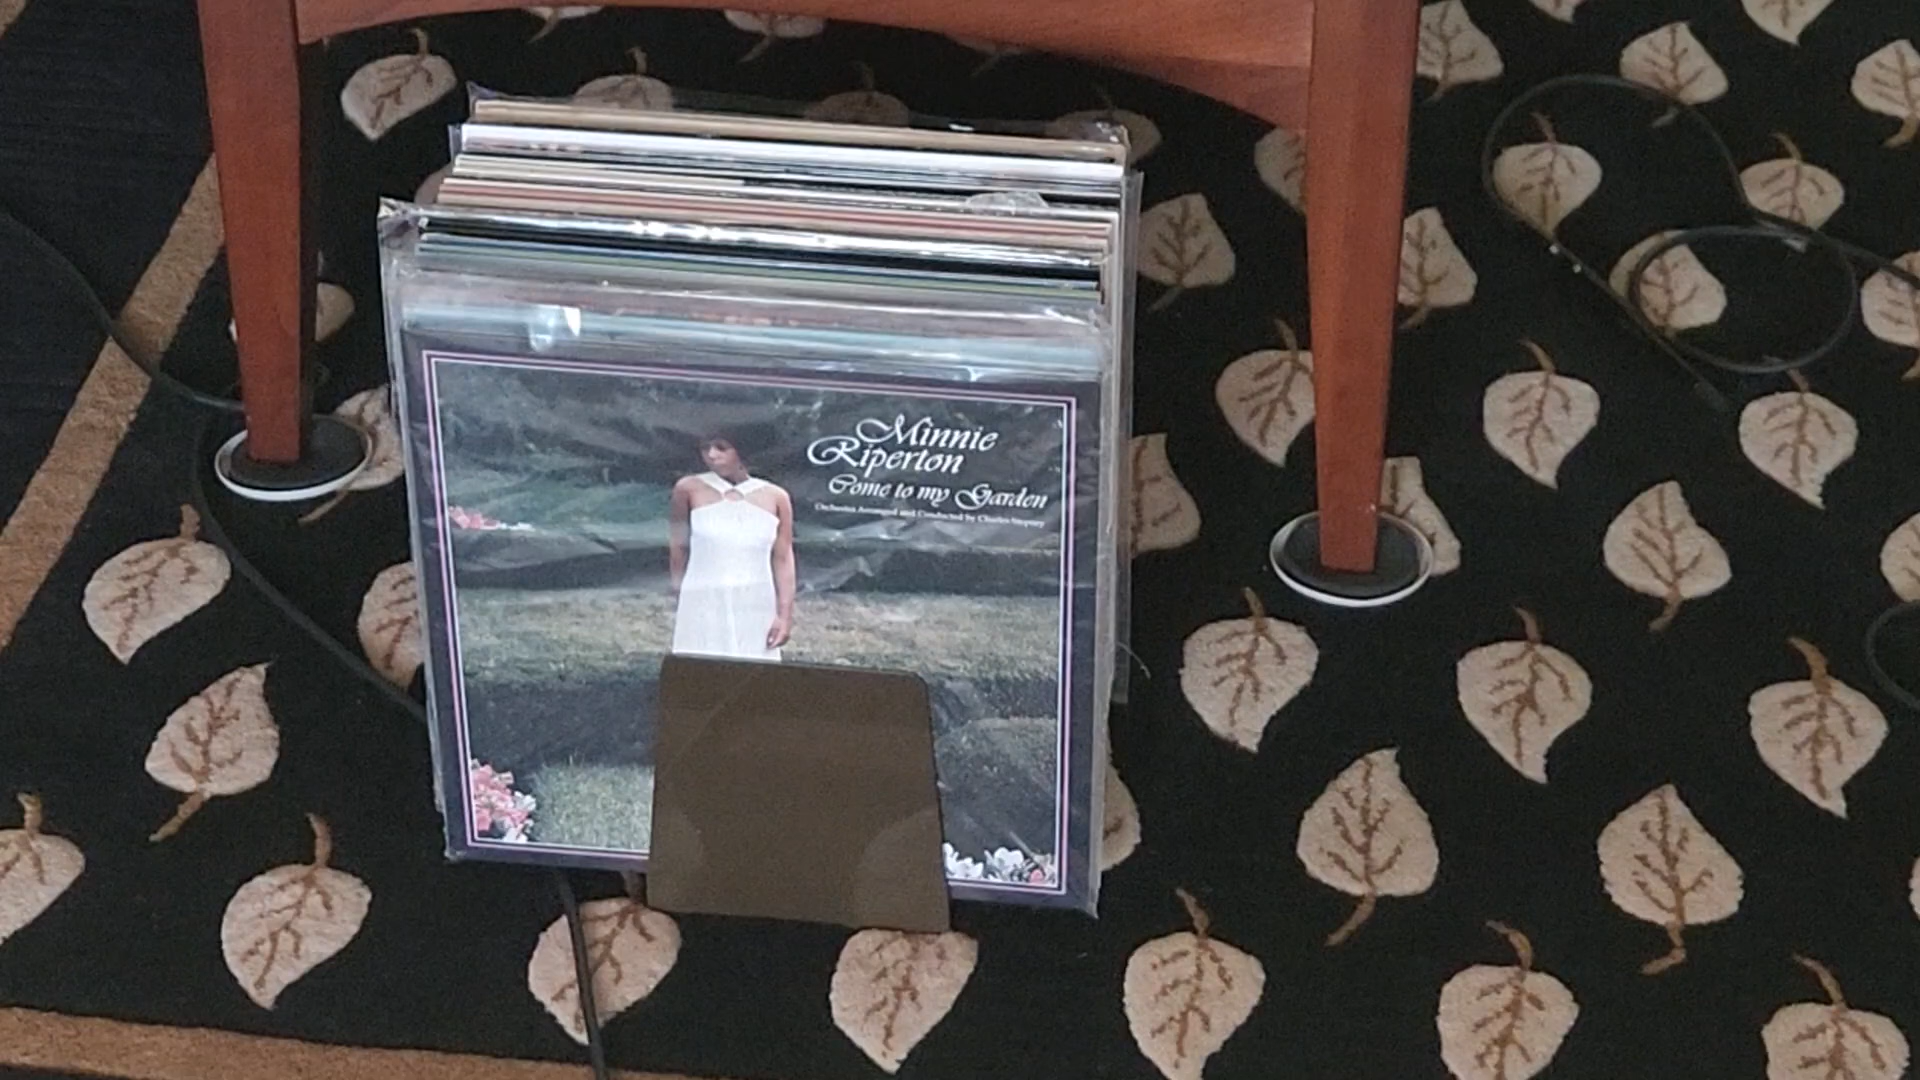 Minnie
Riperton
Come to my Garden
Orchestra Arranged and Conducted by Charles Stepney